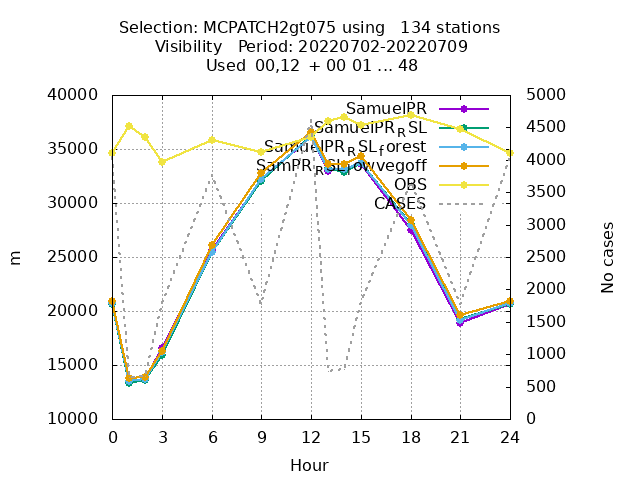 Selection: MCPATCH2gt075 using 134 stations
Visibility Period: 20220702-20220709
Used 00,12 + 00 01 ... 48
40000
35000
30000
25000
20000
15000
10000
5000
4500
4000
3500
3000
2500
2000
1500
1000
500
0
SamuelPR
SamuelPR_RSL
SamuelPR_RSL_forest
SamPR_RSLlowvegoff
OBS
CASES
m
No cases
0 3 6 9 12 15 18 21 24
Hour